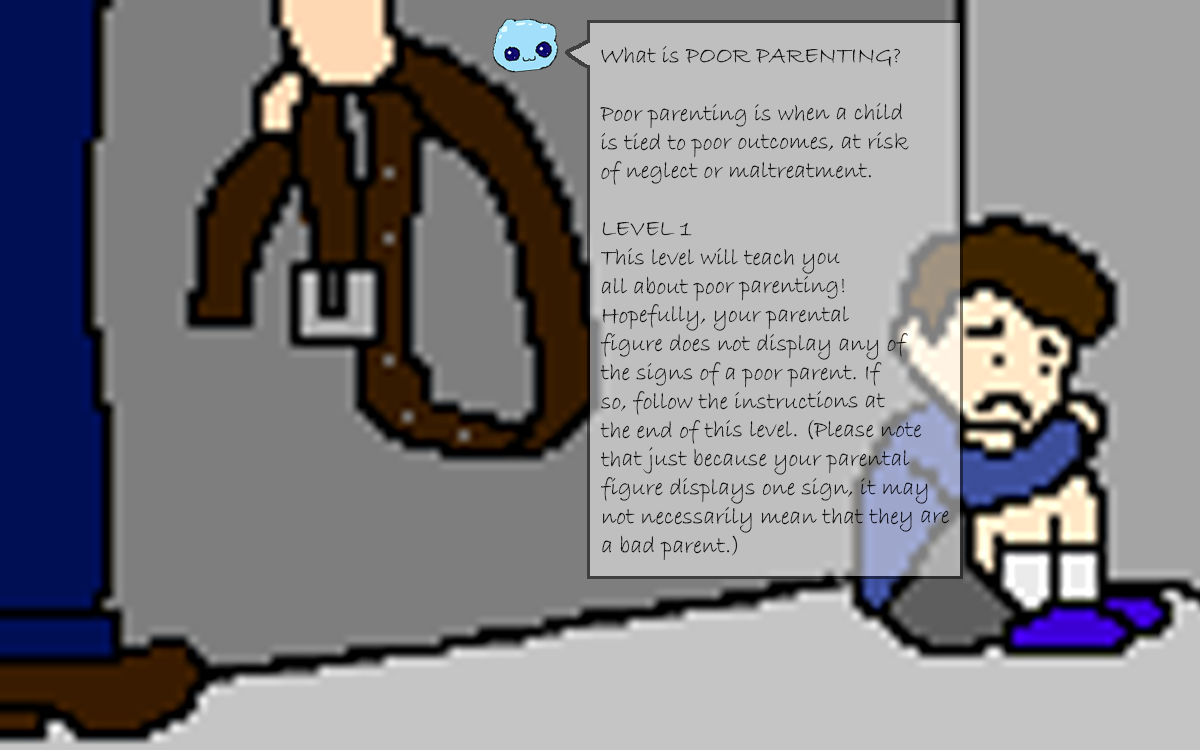 What is POOR PARENTING?
Poor parenting is when a child
is tied to poor outcomes, at risk
of neglect or maltreatment.
LEVEL 1
This level will teach you
all about poor parenting!
Hopefully, your parental
figure does not display any of
the signs of a poor parent. If
so, follow the instructions at
the end of this level. (Please note
that just because your parental
figure displays one sign, it may
not necessarily mean that they are
a bad parent.)